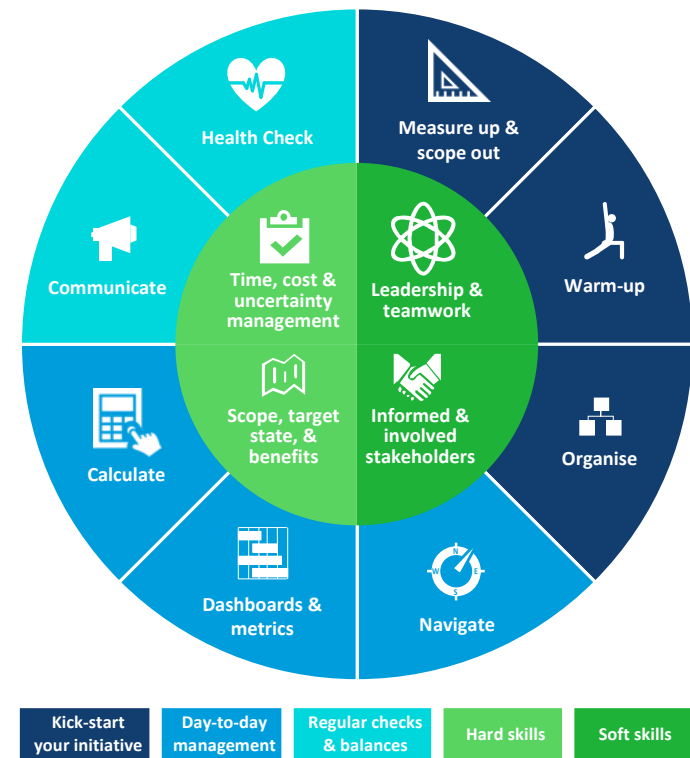 Health Check
Measure up &
scope out
Communicate
Warm-up
Time, cost &
uncertainty
management
Leadership &
teamwork
Scope, target
state, &
benefits
Informed &
involved
stakeholders
Calculate
Organise
Dashboards &
metrics
N
W
E
S
Navigate
Kick-start
your initiative
Day-to-day
management
Regular checks
& balances
Hard skills
Soft skills